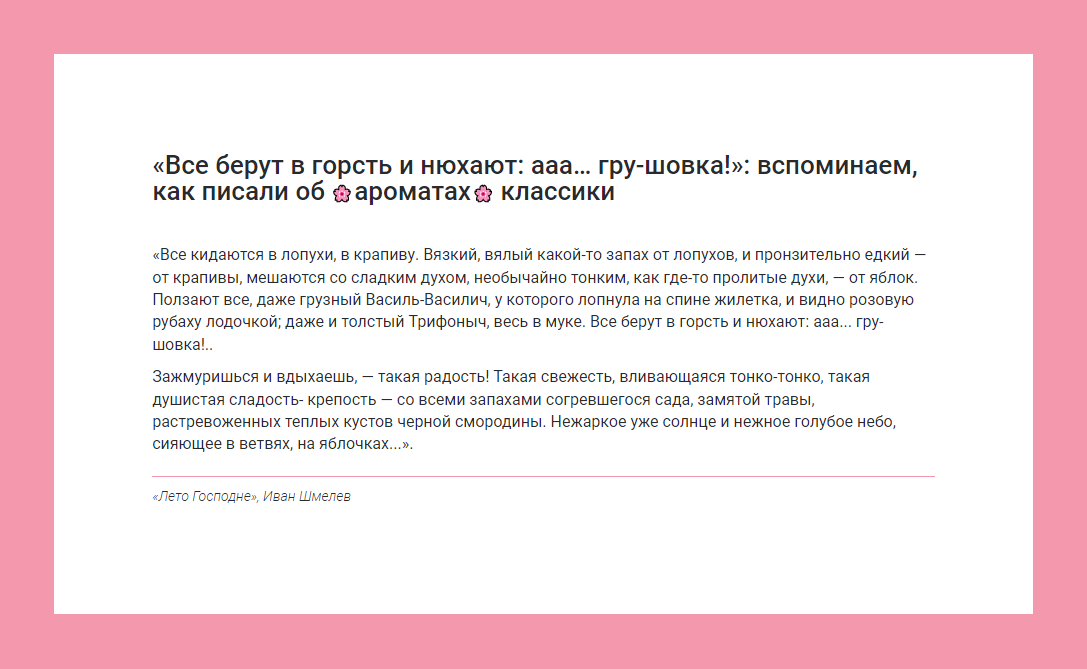 «Все берут в горсть и нюхают: ааа... гру-шовка!»: вспоминаем,
как писали об 🌸ароматах🌸 классики
«Все кидаются в лопухи, в крапиву. Вязкий, вялый какой-то запах от лопухов, и пронзительно едкий —
от крапивы, мешаются со сладким духом, необычайно тонким, как где-то пролитые духи, — от яблок.
Ползают все, даже грузный Василь-Василич, у которого лопнула на спине жилетка, и видно розовую
рубаху лодочкой; даже и толстый Трифоныч, весь в муке. Все берут в горсть и нюхают: ааа... гру-
шовка!..
Зажмуришься и вдыхаешь, — такая радость! Такая свежесть, вливающаяся тонко-тонко, такая
душистая сладость- крепость — со всеми запахами согревшегося сада, замятой травы,
растревоженных теплых кустов черной смородины. Нежаркое уже солнце и нежное голубое небо,
сияющее в ветвях, на яблочках...».
«Лето Господне», Иван Шмелев